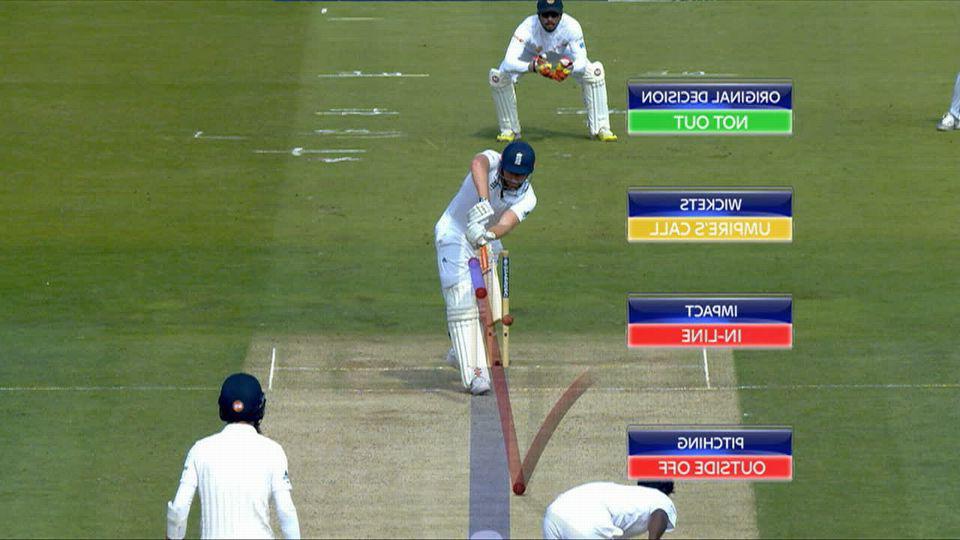 ORIGINAL DECISION
NOT OUT
WICKETS
UMPIRE'S CALL
IMPACT
IN-LINE
PITCHING
OUTSIDE OFF